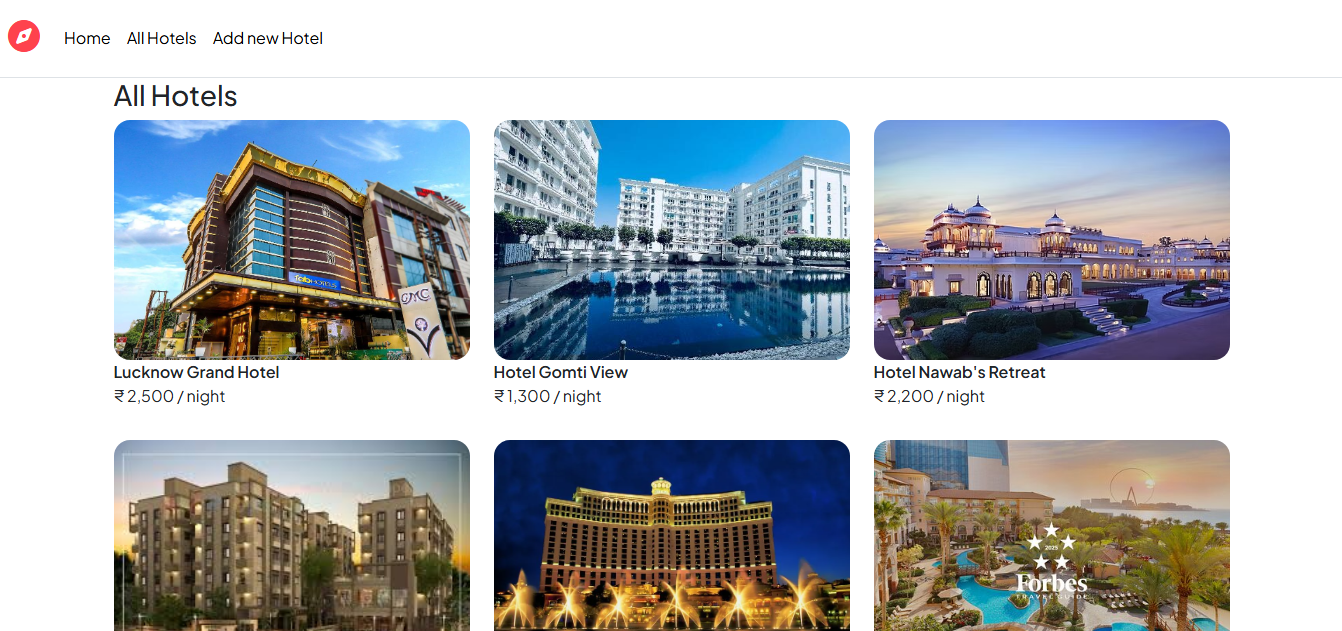 Home All Hotels Add new Hotel
All Hotels
fabHOTELS
GMC
Lucknow Grand Hotel
₹ 2,500 / night
Hotel Gomti View
₹ 1,300 / night
Hotel Nawab's Retreat
₹ 2,200 / night
2025
Forbes
TRAVEL GUIDE